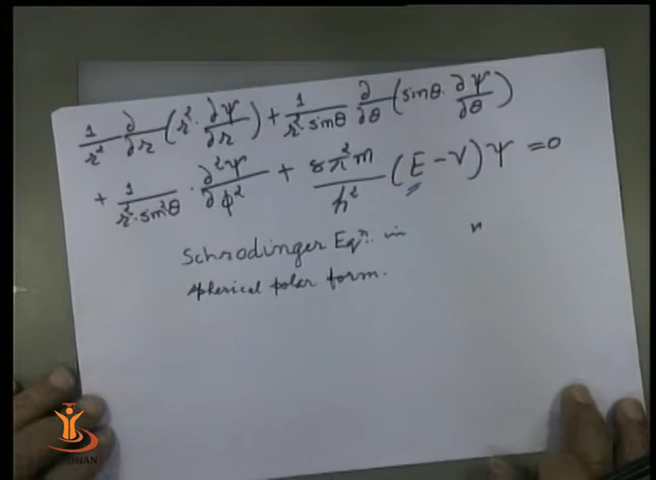 1/r² ∂/∂r (r² · ∂ψ/∂r) + 1/r²·sinθ ∂/∂θ (sinθ · ∂ψ/∂θ)
+ 1/r²·sin²θ · ∂²ψ/∂ϕ² + 8π²m/h² (E - V) ψ = 0
Schrodinger Eqⁿ. in
spherical polar form.